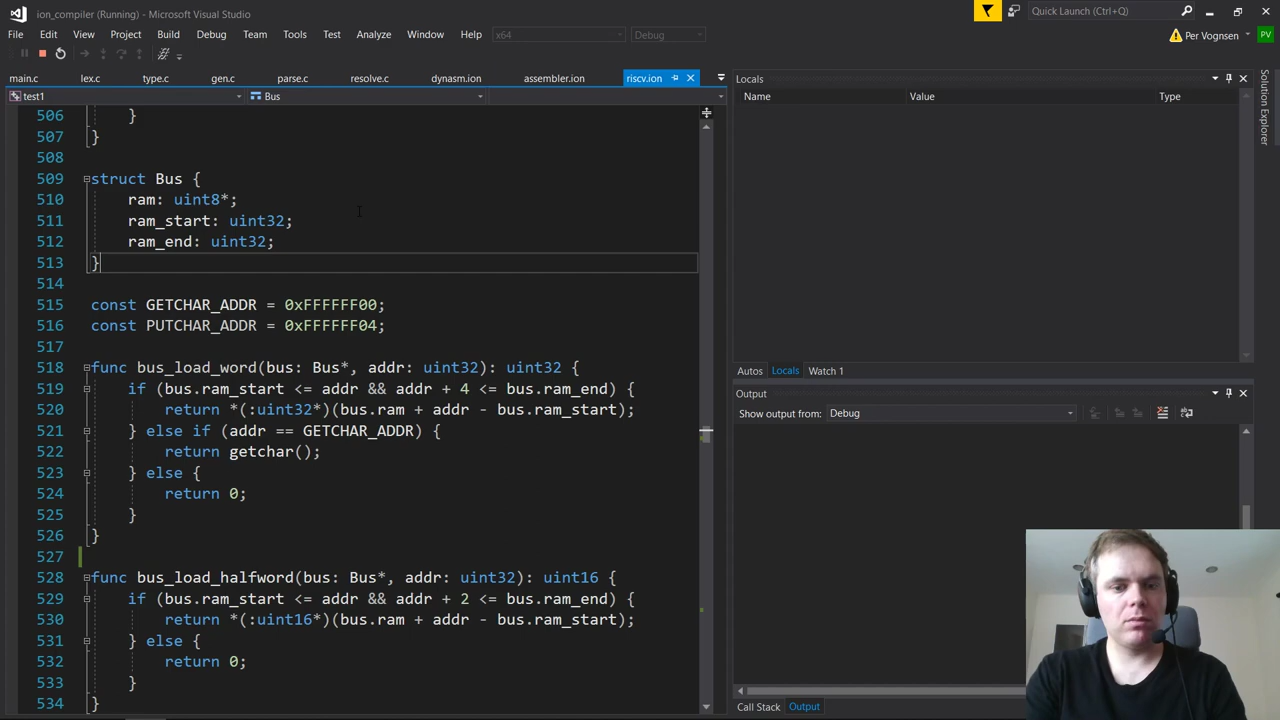 ion_compiler (Running) - Microsoft Visual Studio
Quick Launch (Ctrl+Q)
File Edit View Project Build Debug Team Tools Test Analyze Window Help
x64
Debug
Per Vognsen
PV
main.c lex.c type.c gen.c parse.c resolve.c dynasm.ion assembler.ion riscv.ion
test1
Bus
506 }
507 }
508
509 struct Bus {
510 ram: uint8*;
511 ram_start: uint32;
512 ram_end: uint32;
513 }
514
515 const GETCHAR_ADDR = 0xFFFFFF00;
516 const PUTCHAR_ADDR = 0xFFFFFF04;
517
518 func bus_load_word(bus: Bus*, addr: uint32): uint32 {
519 if (bus.ram_start <= addr && addr + 4 <= bus.ram_end) {
520 return *(:uint32*)(bus.ram + addr - bus.ram_start);
521 } else if (addr == GETCHAR_ADDR) {
522 return getchar();
523 } else {
524 return 0;
525 }
526 }
527
528 func bus_load_halfword(bus: Bus*, addr: uint32): uint16 {
529 if (bus.ram_start <= addr && addr + 2 <= bus.ram_end) {
530 return *(:uint16*)(bus.ram + addr - bus.ram_start);
531 } else {
532 return 0;
533 }
534 }
Locals
Name Value Type
Autos Locals Watch 1
Output
Show output from: Debug
Call Stack Output
Solution Explorer